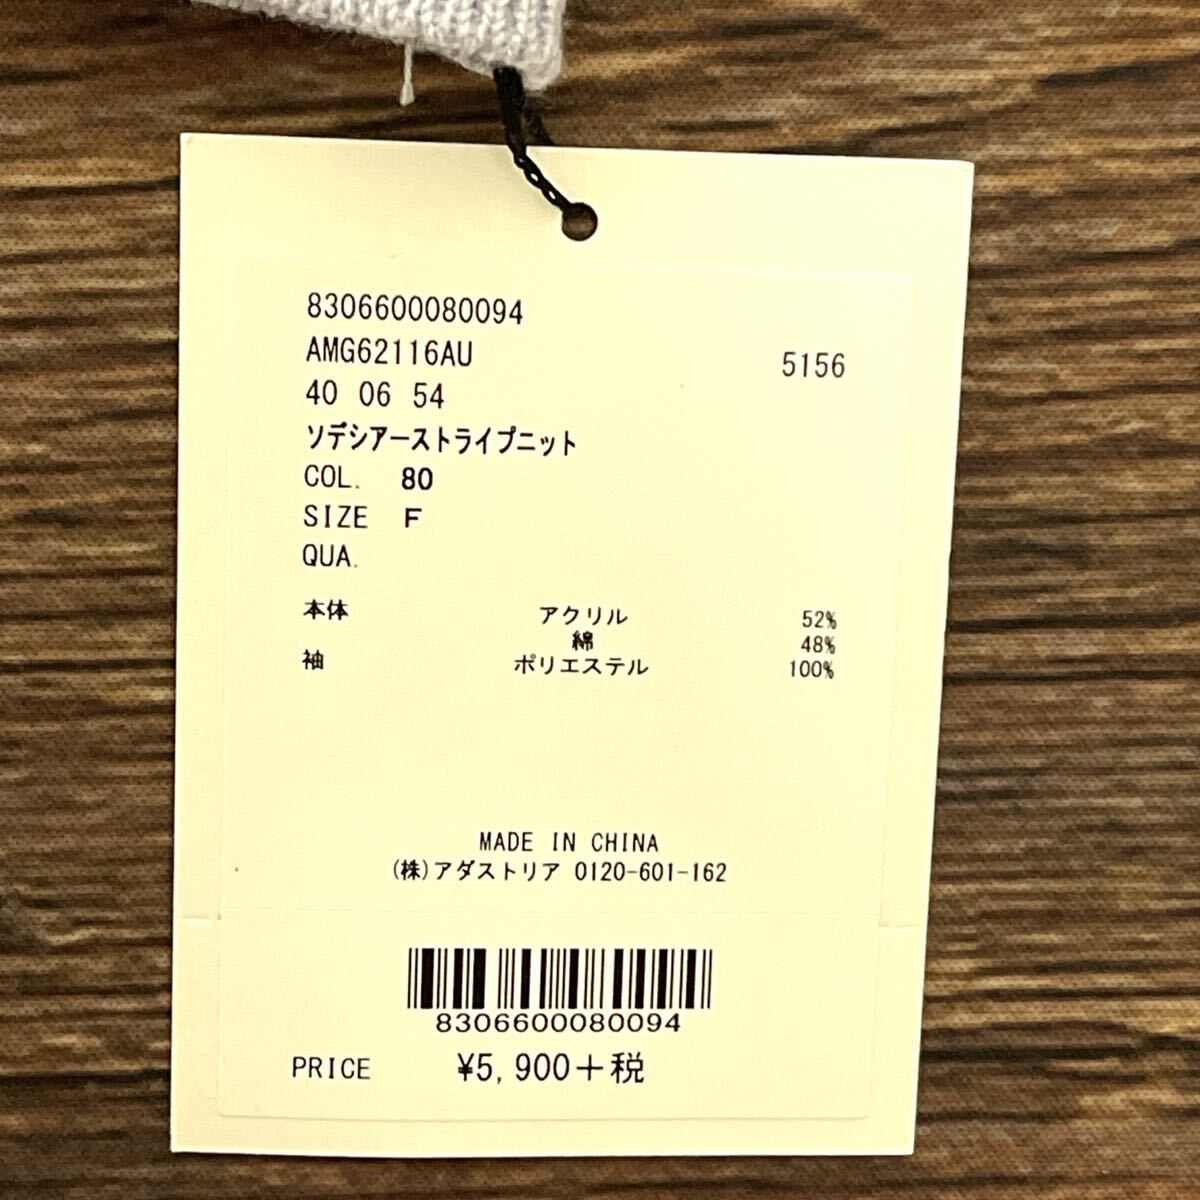 8306600080094
AMG62116AU
5156
40 06 54
ソデシアーストライプニット
COL. 80
SIZE F
QUA.
本体 アクリル 52%
綿 48%
袖 ポリエステル 100%
MADE IN CHINA
(株)アダストリア 0120-601-162
8306600080094
PRICE ¥5,900+税